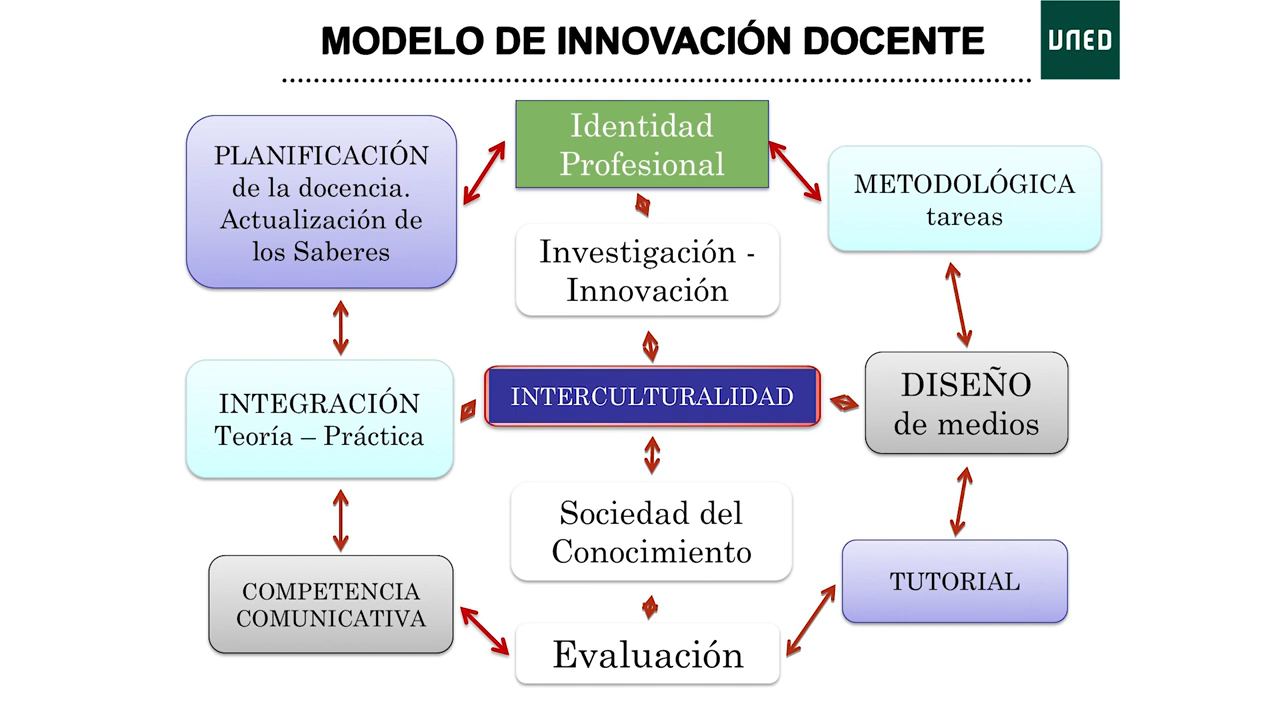 MODELO DE INNOVACIÓN DOCENTE
UNED
PLANIFICACIÓN
de la docencia.
Actualización de
los Saberes
Identidad
Profesional
METODOLÓGICA
tareas
Investigación -
Innovación
INTEGRACIÓN
Teoría – Práctica
INTERCULTURALIDAD
DISEÑO
de medios
Sociedad del
Conocimiento
COMPETENCIA
COMUNICATIVA
TUTORIAL
Evaluación